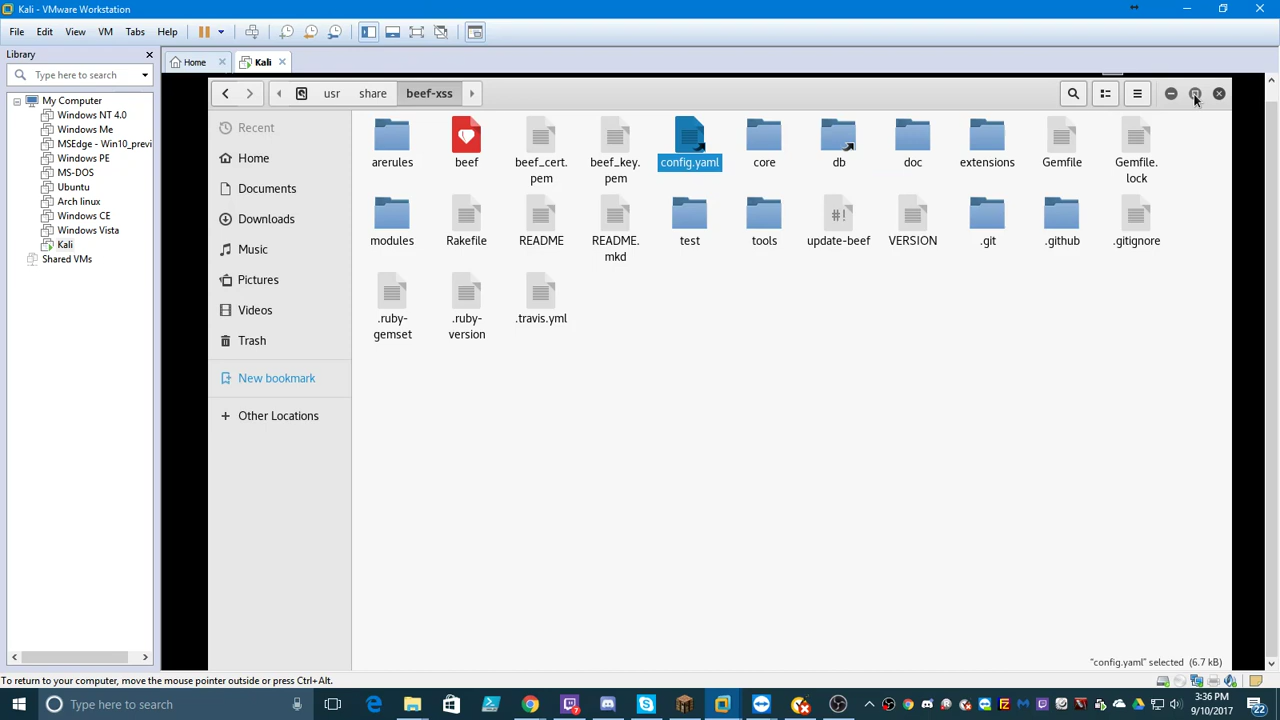 Kali - VMware Workstation
File Edit View VM Tabs Help
Library
Type here to search
My Computer
Windows NT 4.0
Windows Me
MSEdge - Win10_previ
Windows PE
MS-DOS
Ubuntu
Arch linux
Windows CE
Windows Vista
Kali
Shared VMs
Home Kali
usr share beef-xss
Recent
Home
Documents
Downloads
Music
Pictures
Videos
Trash
New bookmark
Other Locations
arerules beef beef_cert. beef_key. config.yaml core db doc extensions Gemfile Gemfile.
pem pem lock
modules Rakefile README README. test tools update-beef VERSION .git .github .gitignore
mkd
.ruby- .ruby- .travis.yml
gemset version
"config.yaml" selected (6.7 kB)
To return to your computer, move the mouse pointer outside or press Ctrl+Alt.
Type here to search
3:36 PM
9/10/2017
22